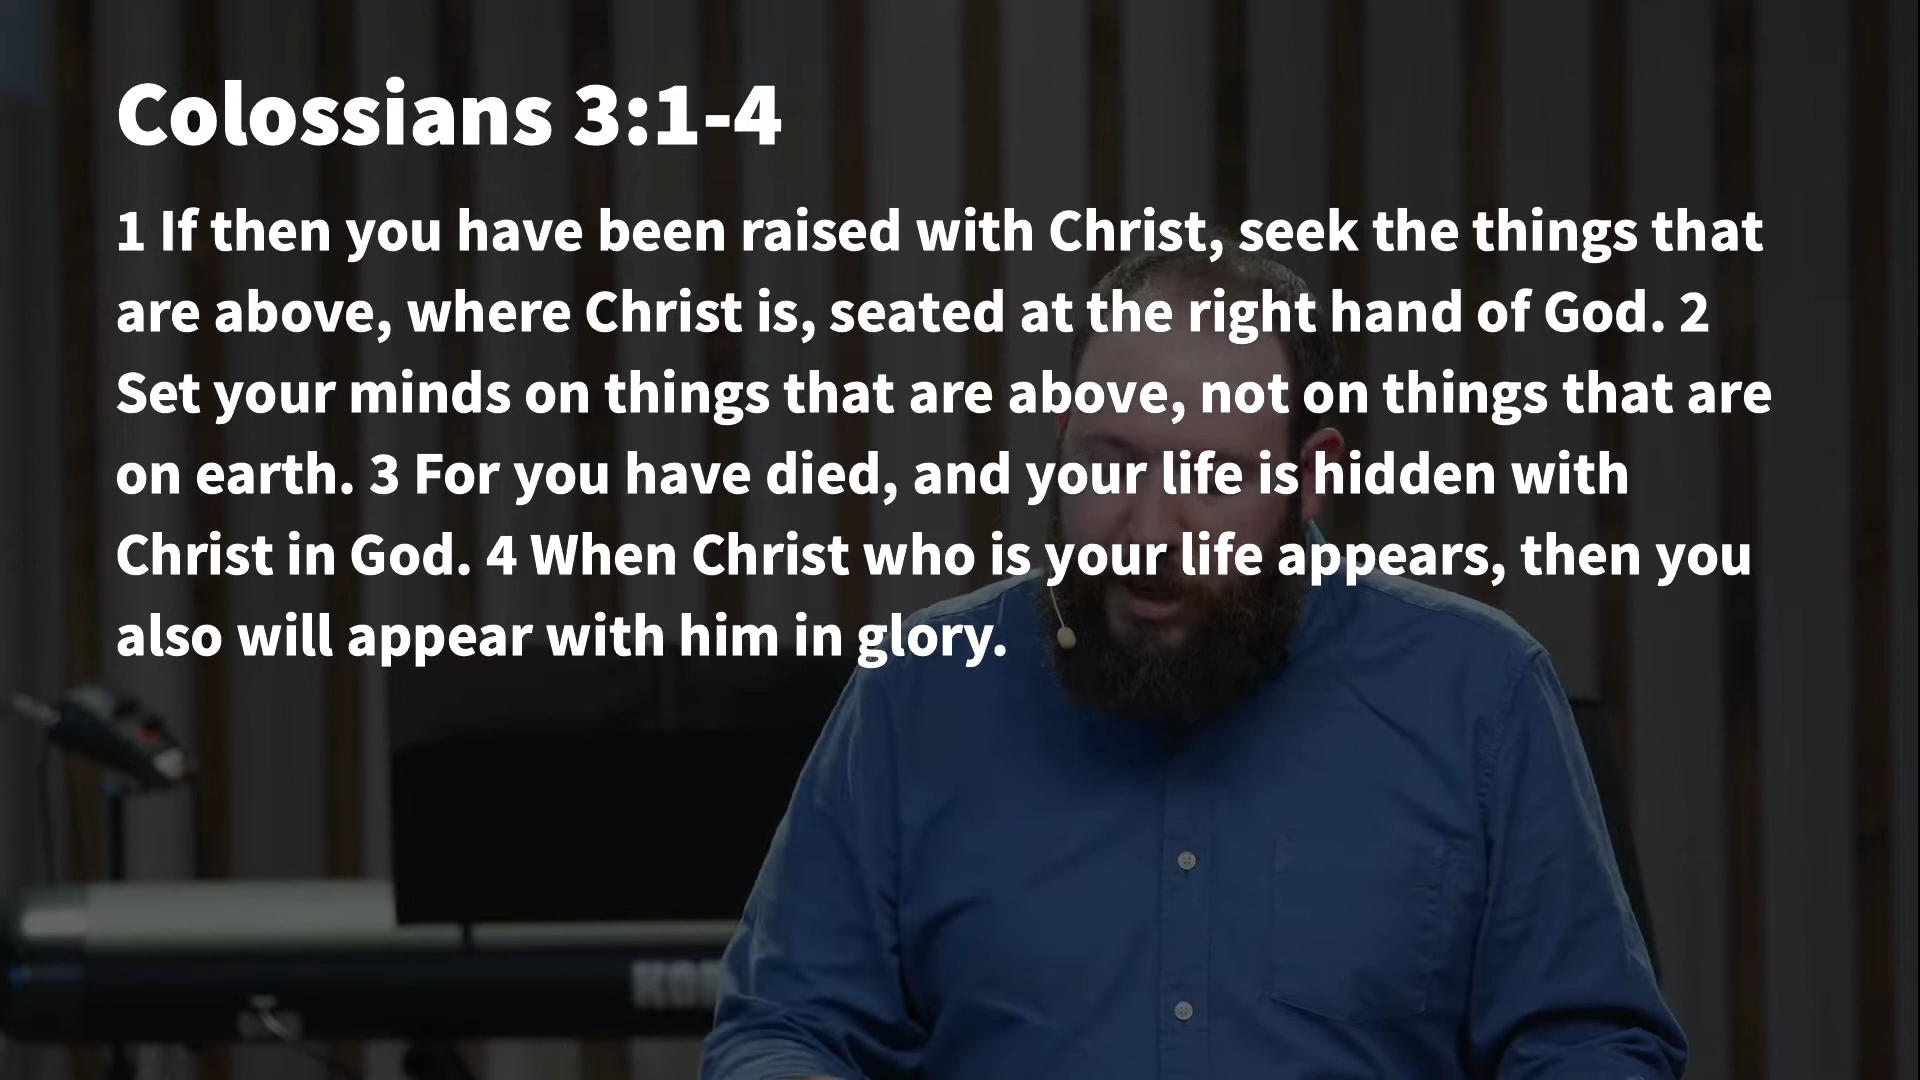 Colossians 3:1-4
1 If then you have been raised with Christ, seek the things that
are above, where Christ is, seated at the right hand of God. 2
Set your minds on things that are above, not on things that are
on earth. 3 For you have died, and your life is hidden with
Christ in God. 4 When Christ who is your life appears, then you
also will appear with him in glory.